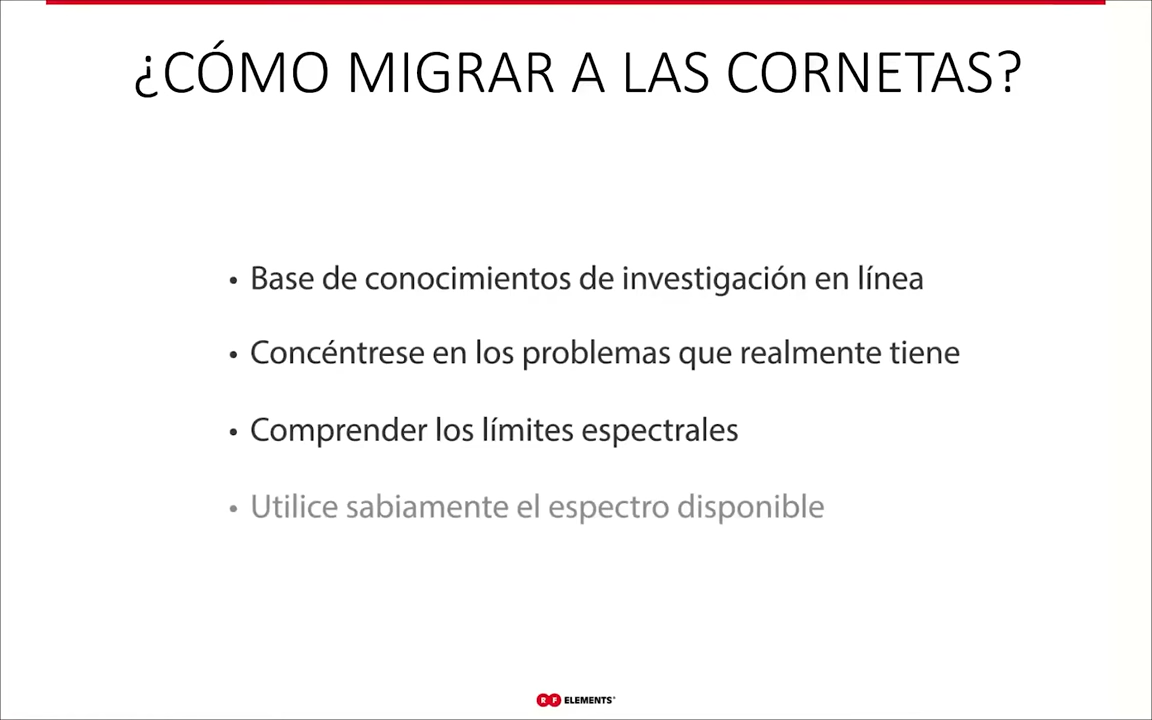 ¿CÓMO MIGRAR A LAS CORNETAS?
• Base de conocimientos de investigación en línea
• Concéntrese en los problemas que realmente tiene
• Comprender los límites espectrales
• Utilice sabiamente el espectro disponible
RF ELEMENTS